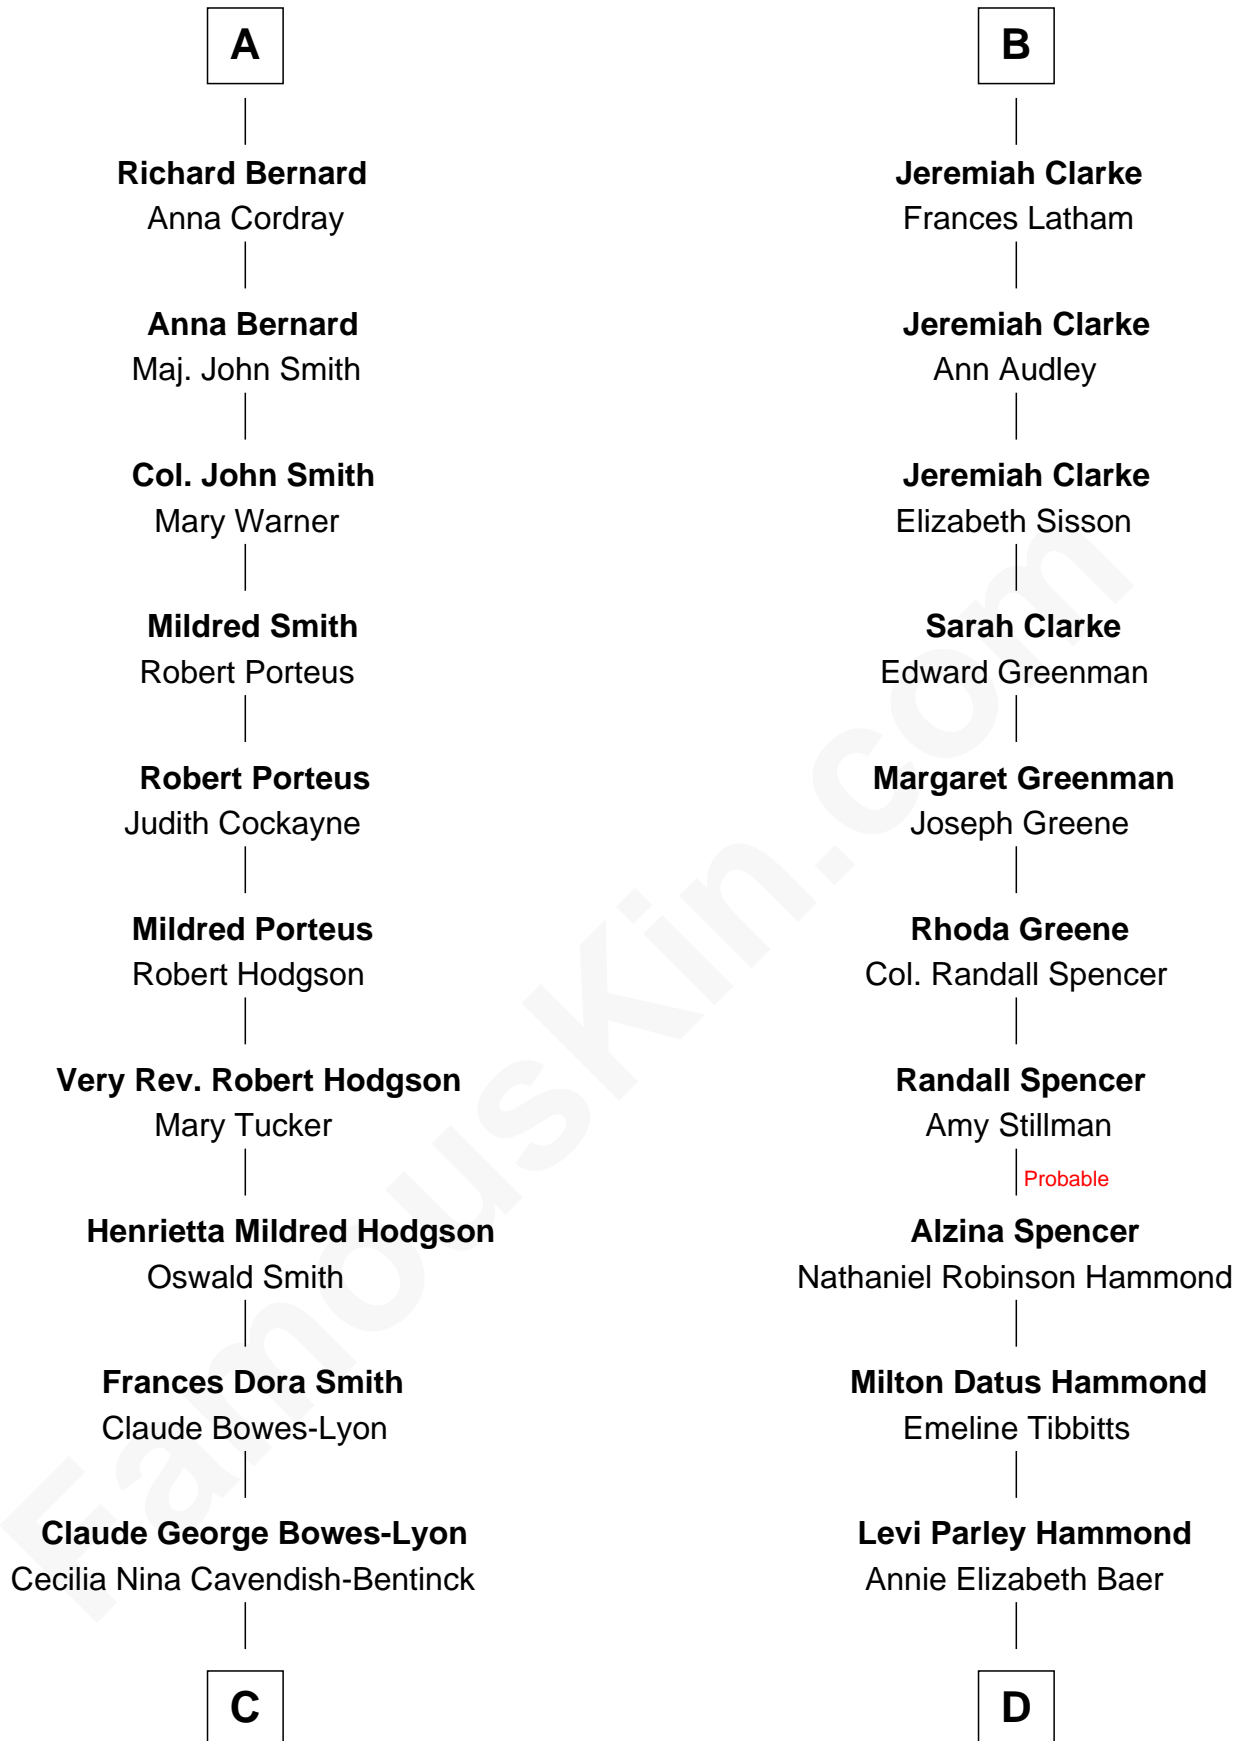 A
Richard Bernard
Anna Cordray
Anna Bernard
Maj. John Smith
Col. John Smith
Mary Warner
Mildred Smith
Robert Porteus
Robert Porteus
Judith Cockayne
Mildred Porteus
Robert Hodgson
Very Rev. Robert Hodgson
Mary Tucker
Henrietta Mildred Hodgson
Oswald Smith
Frances Dora Smith
Claude Bowes-Lyon
Claude George Bowes-Lyon
Cecilia Nina Cavendish-Bentinck
C
B
Jeremiah Clarke
Frances Latham
Jeremiah Clarke
Ann Audley
Jeremiah Clarke
Elizabeth Sisson
Sarah Clarke
Edward Greenman
Margaret Greenman
Joseph Greene
Rhoda Greene
Col. Randall Spencer
Randall Spencer
Amy Stillman
Probable
Alzina Spencer
Nathaniel Robinson Hammond
Milton Datus Hammond
Emeline Tibbitts
Levi Parley Hammond
Annie Elizabeth Baer
D
FamousKin.com